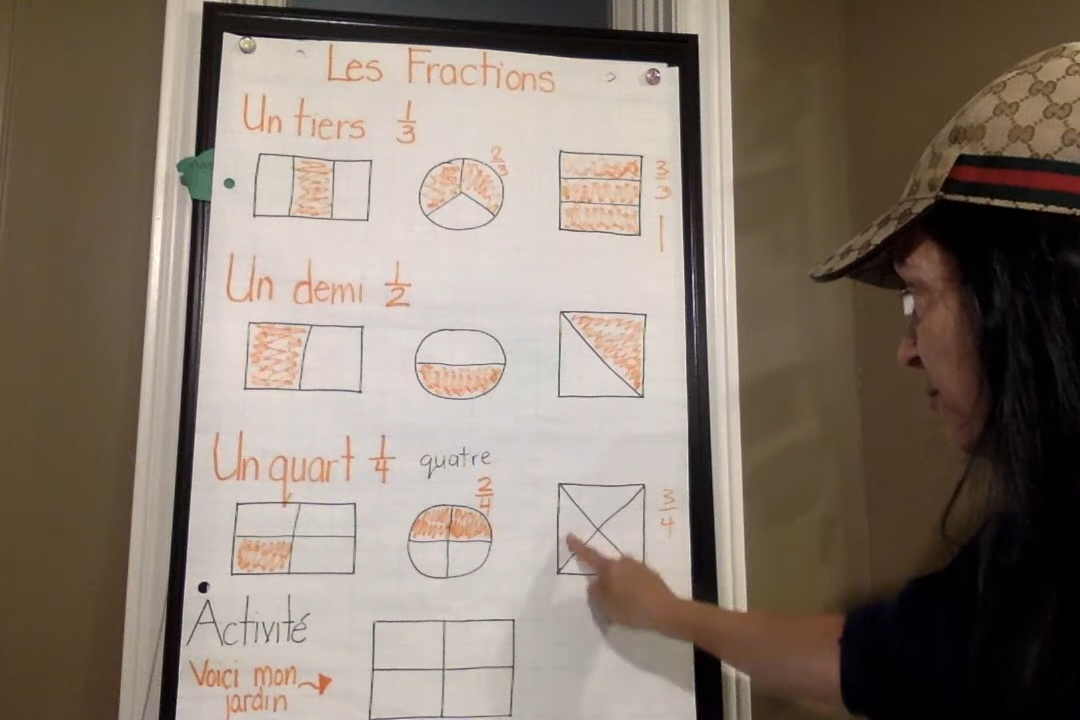 Les Fractions
Un tiers 1/3
2/3
3/3
1
Un demi 1/2
Un quart 1/4 quatre
2/4
3/4
Activité
Voici mon →
jardin